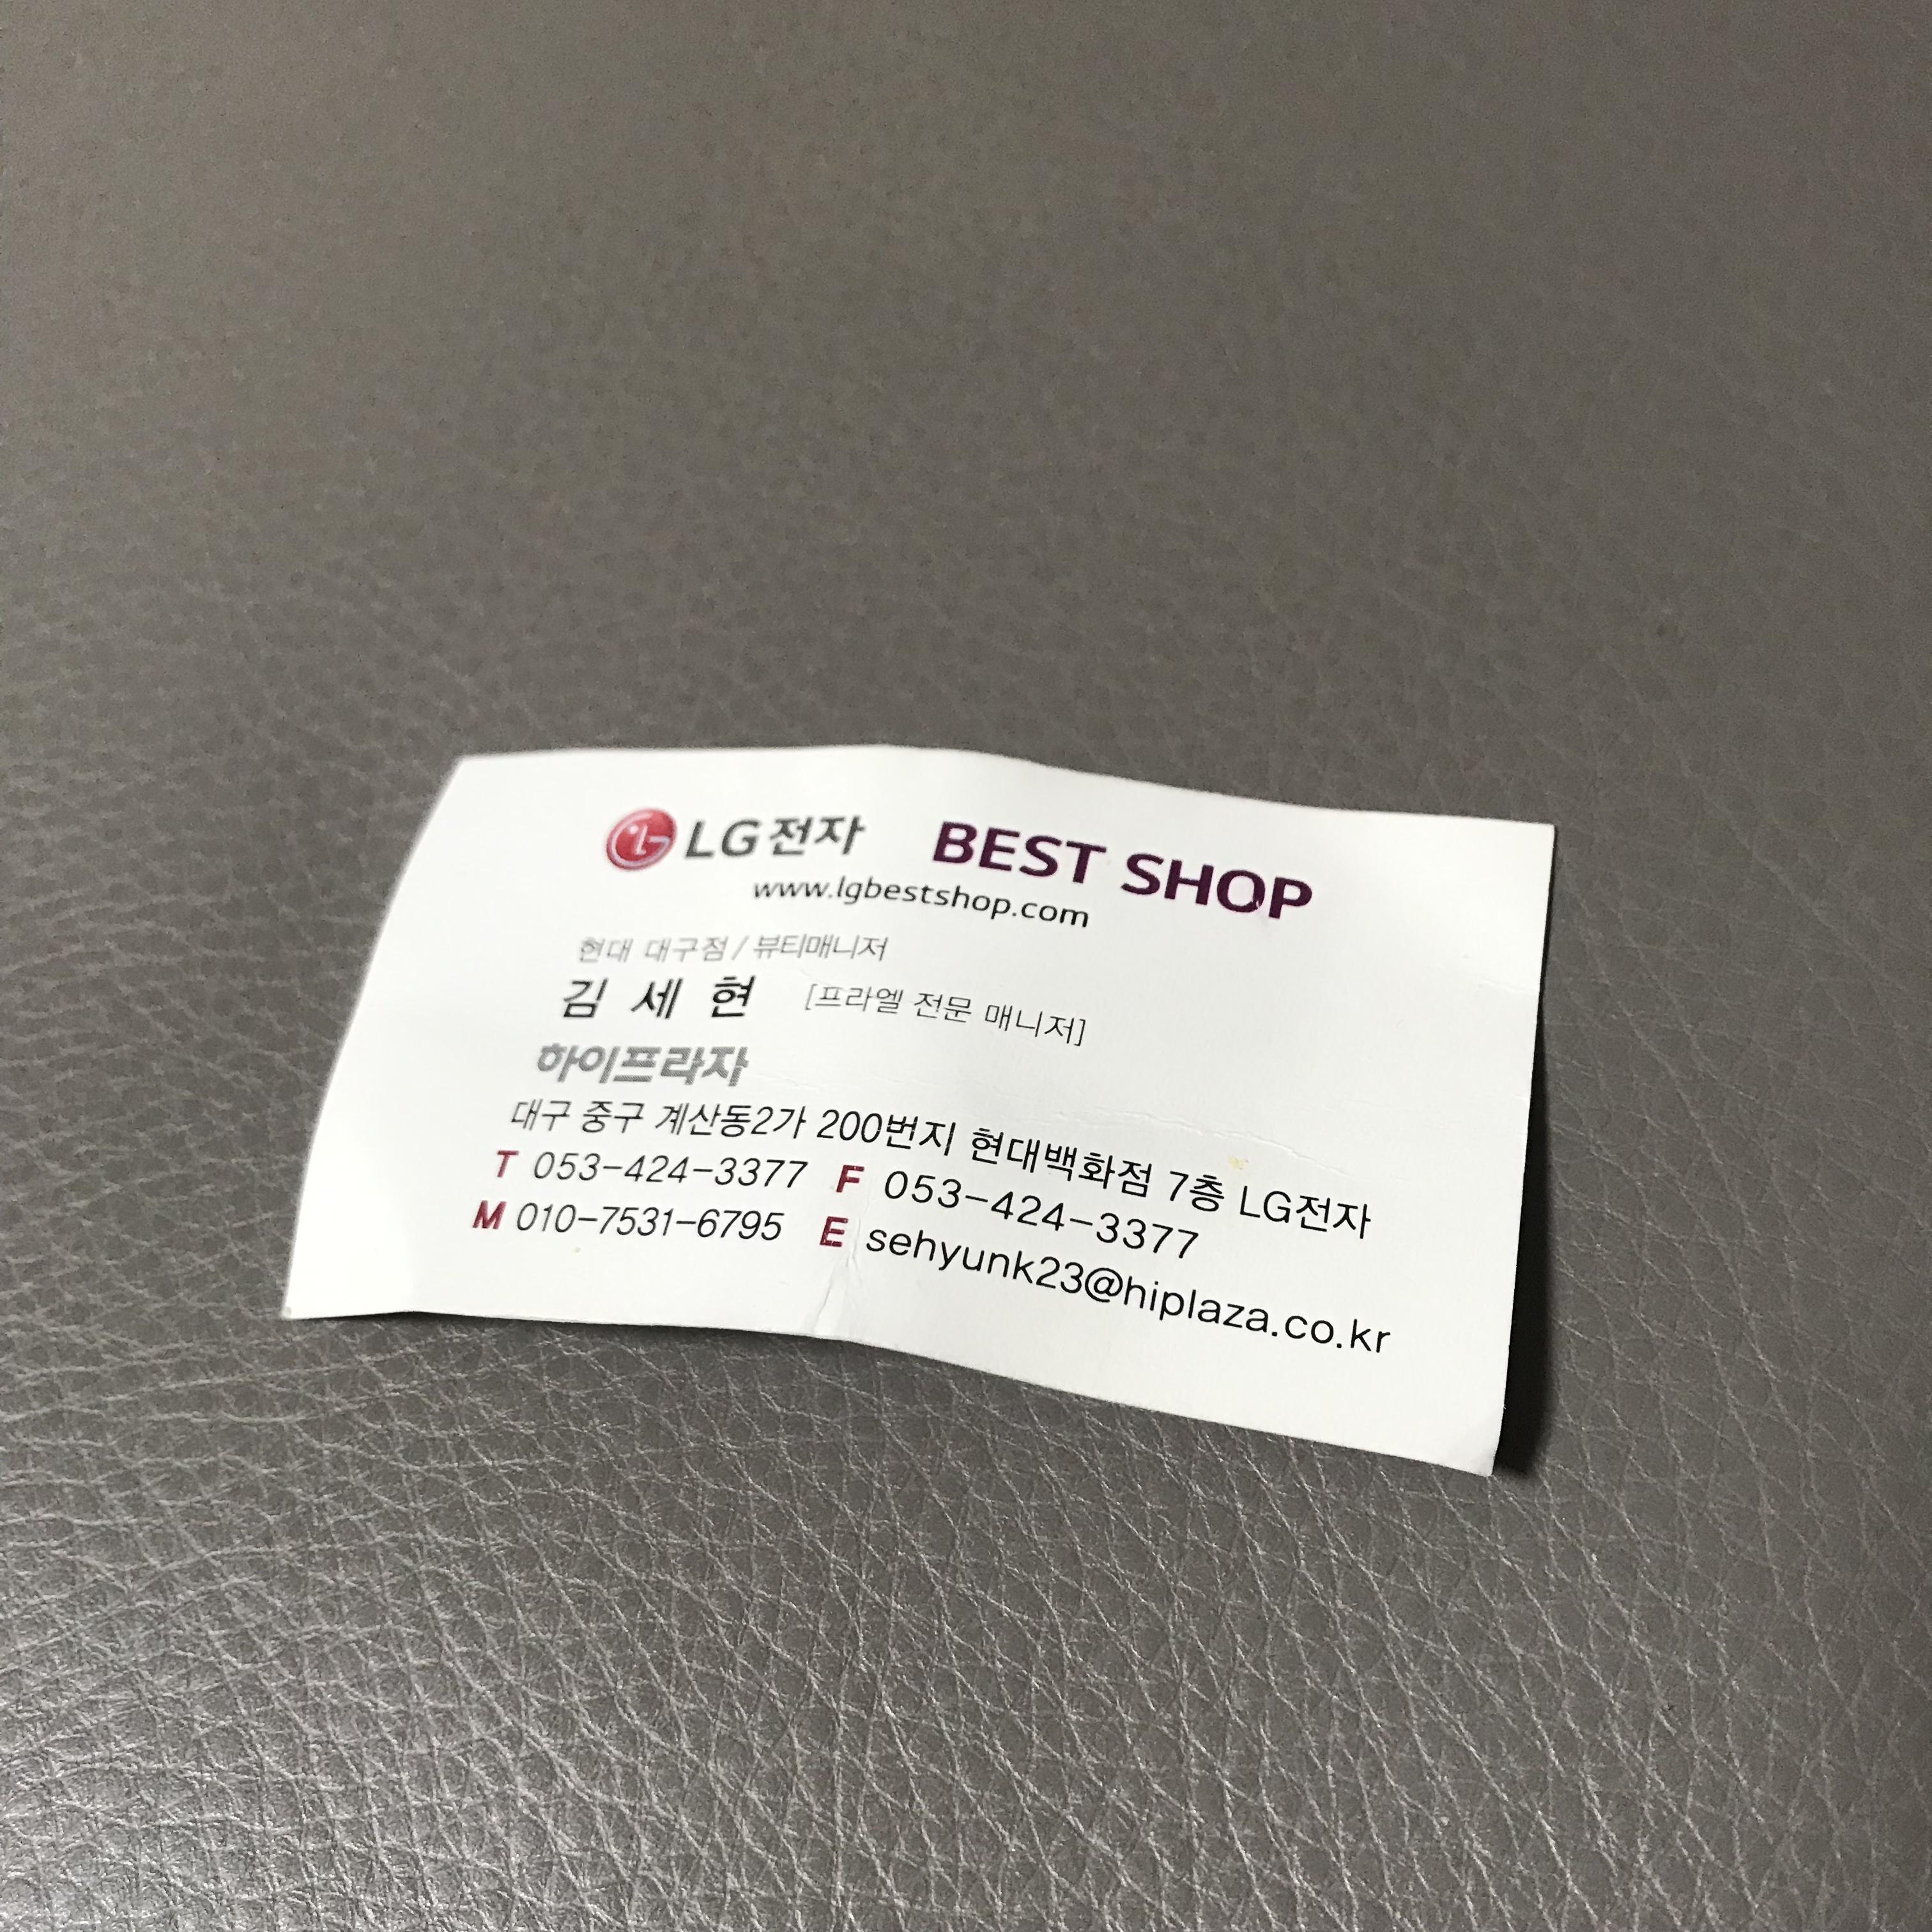 LG전자 BEST SHOP
www.lgbestshop.com
현대 대구점 / 뷰티매니저
김 세 현 [프라엘 전문 매니저]
하이프라자
대구 중구 계산동2가 200번지 현대백화점 7층 LG전자
T 053-424-3377 F 053-424-3377
M 010-7531-6795 E sehyunk23@hiplaza.co.kr